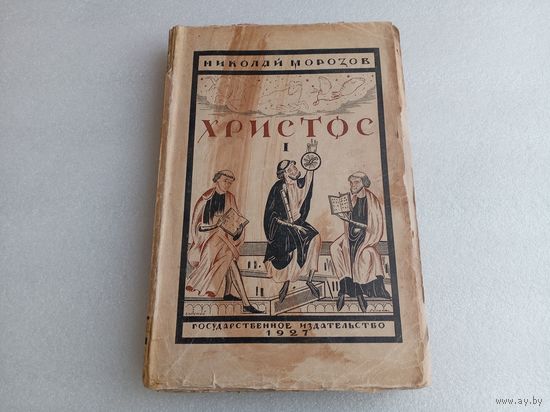 НИКОЛАЙ МОРОЗОВ
ХРИСТОС
I
ГОСУДАРСТВЕННОЕ ИЗДАТЕЛЬСТВО
1927
www.ay.by